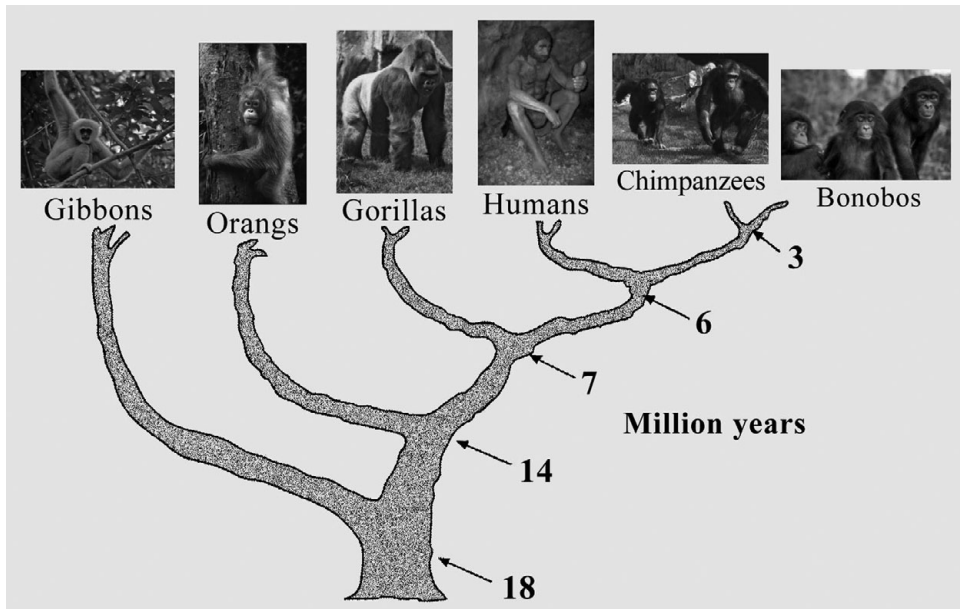 Gibbons
Orangs
Gorillas
Humans
Chimpanzees
Bonobos
3
6
7
Million years
14
18